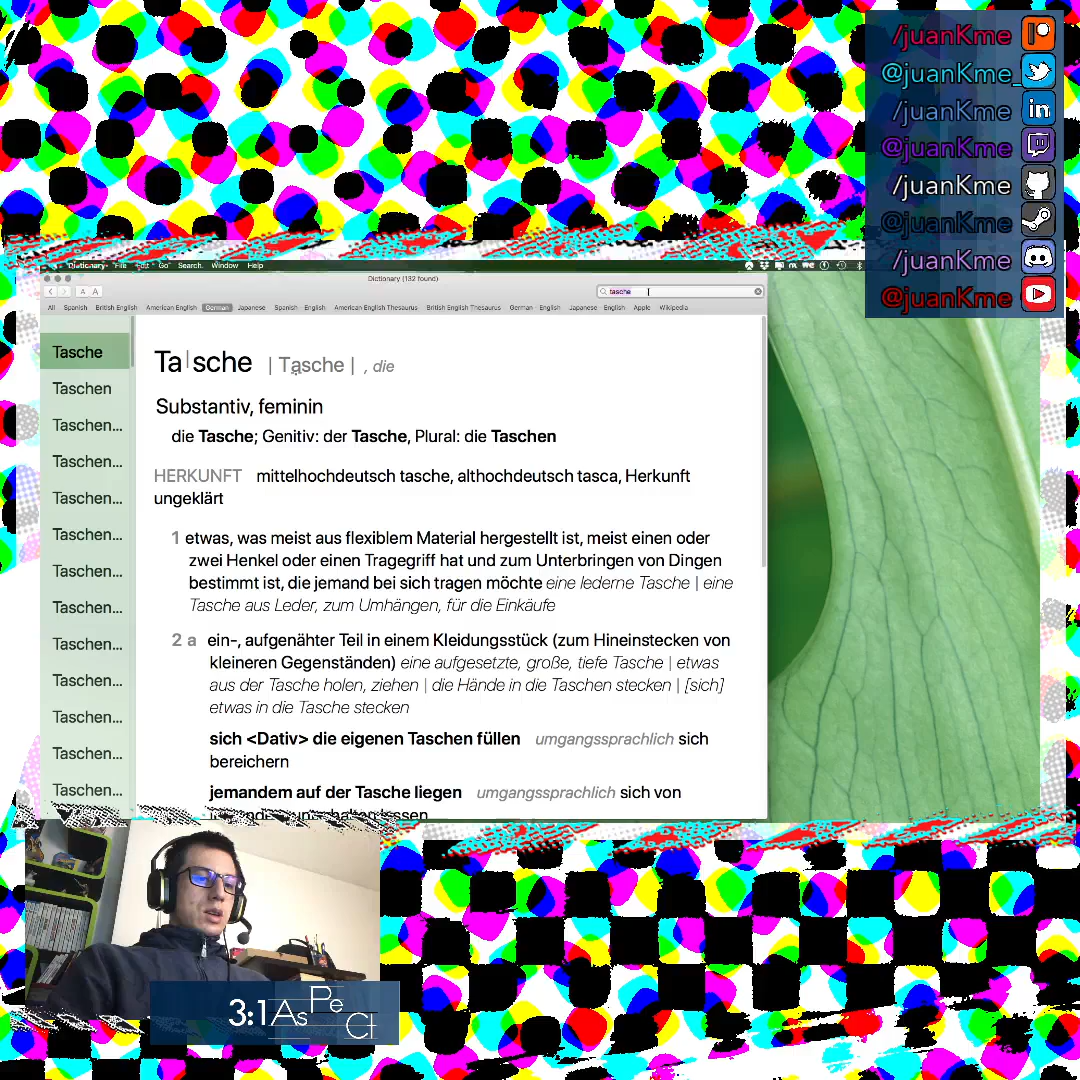 /juanKme
@juanKme_
/juanKme
@juanKme
/juanKme
@juanKme
/juanKme
@juanKme
Dictionary File Edit Go Search Window Help
Dictionary (132 found)
A A
tasche
All Spanish British English American English German Japanese Spanish English American English Thesaurus British English Thesaurus German English Japanese English Apple Wikipedia
Tasche
Taschen
Taschen...
Taschen...
Taschen...
Taschen...
Taschen...
Taschen...
Taschen...
Taschen...
Taschen...
Taschen...
Taschen...
Ta|sche | Tạsche | , die
Substantiv, feminin
die Tasche; Genitiv: der Tasche, Plural: die Taschen
HERKUNFT mittelhochdeutsch tasche, althochdeutsch tasca, Herkunft
ungeklärt
1 etwas, was meist aus flexiblem Material hergestellt ist, meist einen oder
zwei Henkel oder einen Tragegriff hat und zum Unterbringen von Dingen
bestimmt ist, die jemand bei sich tragen möchte eine lederne Tasche | eine
Tasche aus Leder, zum Umhängen, für die Einkäufe
2 a ein-, aufgenähter Teil in einem Kleidungsstück (zum Hineinstecken von
kleineren Gegenständen) eine aufgesetzte, große, tiefe Tasche | etwas
aus der Tasche holen, ziehen | die Hände in die Taschen stecken | [sich]
etwas in die Tasche stecken
sich <Dativ> die eigenen Taschen füllen umgangssprachlich sich
bereichern
jemandem auf der Tasche liegen umgangssprachlich sich von
3:1 AsPeCt